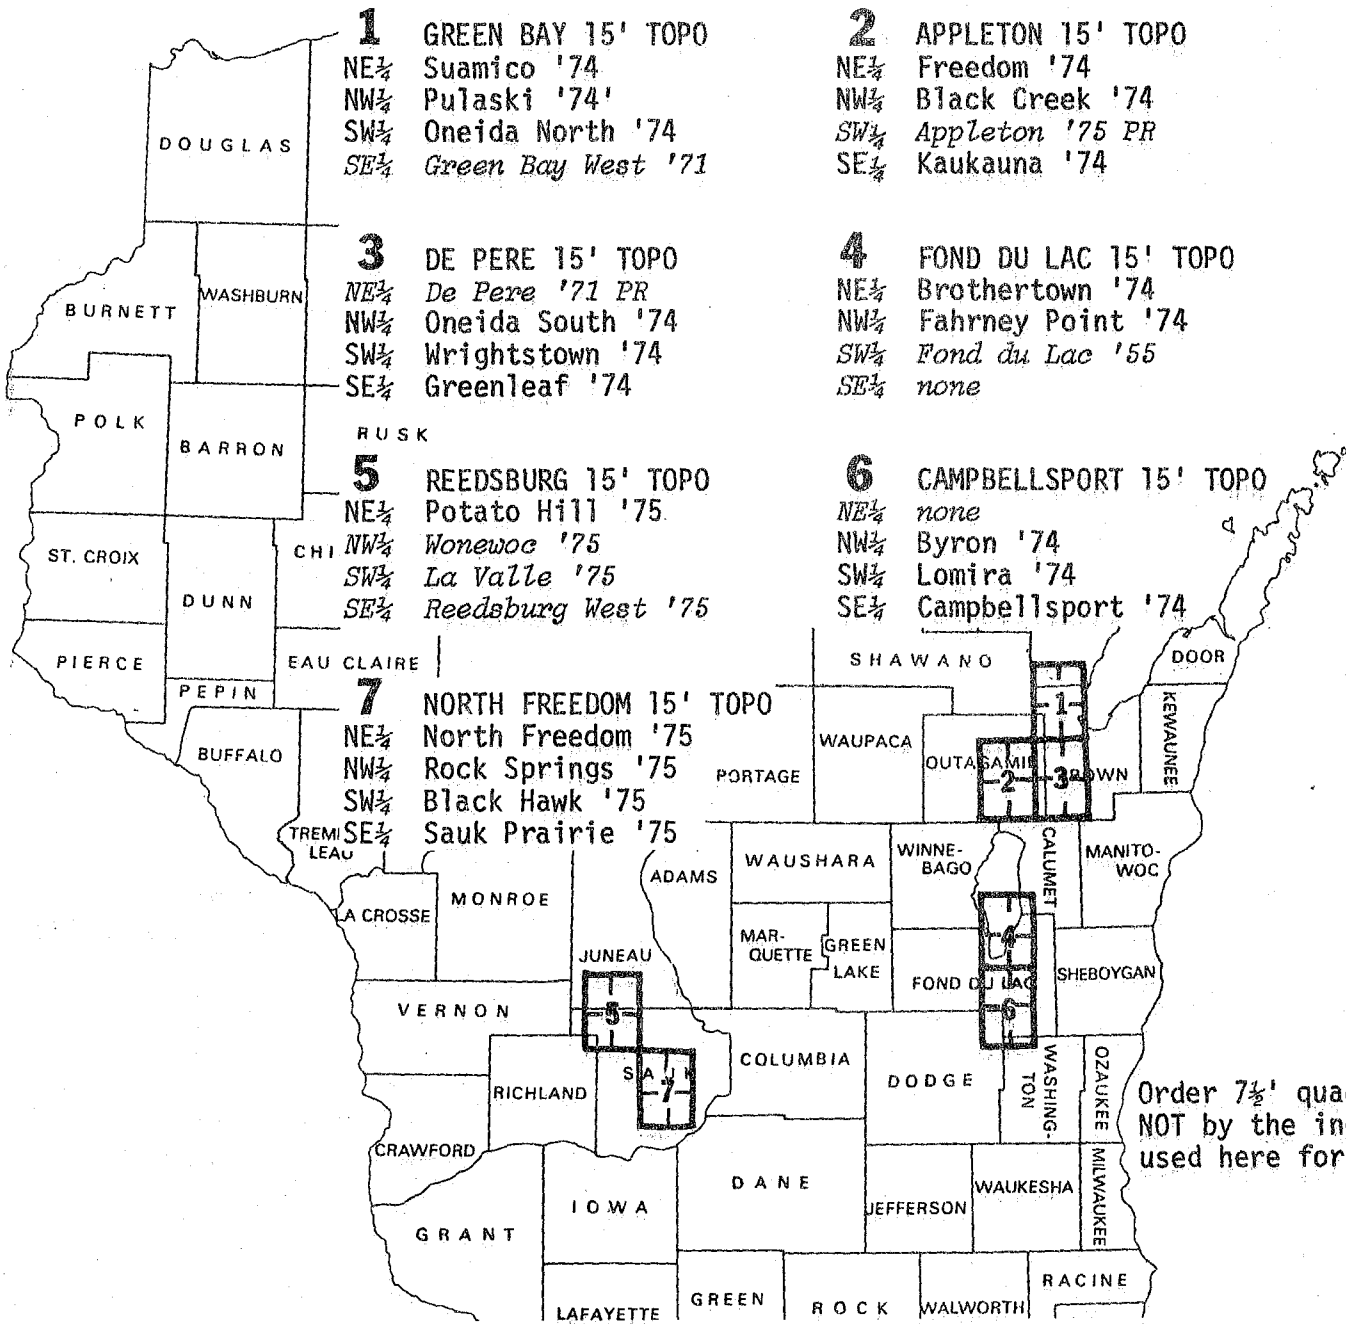 1 GREEN BAY 15' TOPO
NE¼ Suamico '74
NW¼ Pulaski '74'
SW¼ Oneida North '74
SE¼ Green Bay West '71
2 APPLETON 15' TOPO
NE¼ Freedom '74
NW¼ Black Creek '74
SW¼ Appleton '75 PR
SE¼ Kaukauna '74
3 DE PERE 15' TOPO
NE¼ De Pere '71 PR
NW¼ Oneida South '74
SW¼ Wrightstown '74
SE¼ Greenleaf '74
4 FOND DU LAC 15' TOPO
NE¼ Brothertown '74
NW¼ Fahrney Point '74
SW¼ Fond du Lac '55
SE¼ none
5 REEDSBURG 15' TOPO
NE¼ Potato Hill '75
NW¼ Wonewoc '75
SW¼ La Valle '75
SE¼ Reedsburg West '75
6 CAMPBELLSPORT 15' TOPO
NE¼ none
NW¼ Byron '74
SW¼ Lomira '74
SE¼ Campbellsport '74
7 NORTH FREEDOM 15' TOPO
NE¼ North Freedom '75
NW¼ Rock Springs '75
SW¼ Black Hawk '75
SE¼ Sauk Prairie '75
DOUGLAS
BURNETT
WASHBURN
POLK
BARRON
RUSK
ST. CROIX
CHI
DUNN
PIERCE
EAU CLAIRE
PEPIN
BUFFALO
TREMP
LEAU
SHAWANO
DOOR
1
KEWAUNEE
WAUPACA
OUTAGAMIE
PORTAGE
2
3
BROWN
WAUSHARA
WINNE-
BAGO
CALUMET
MANITO-
WOC
ADAMS
MONROE
LA CROSSE
JUNEAU
MAR-
QUETTE
GREEN
LAKE
4
FOND DU LAC
SHEBOYGAN
6
VERNON
5
COLUMBIA
DODGE
WASHING-
TON
OZAUKEE
RICHLAND
SAUK
7
CRAWFORD
Order 7½' qua
NOT by the in
used here for
DANE
IOWA
JEFFERSON
WAUKESHA
MILWAUKEE
GRANT
LAFAYETTE
GREEN
ROCK
WALWORTH
RACINE